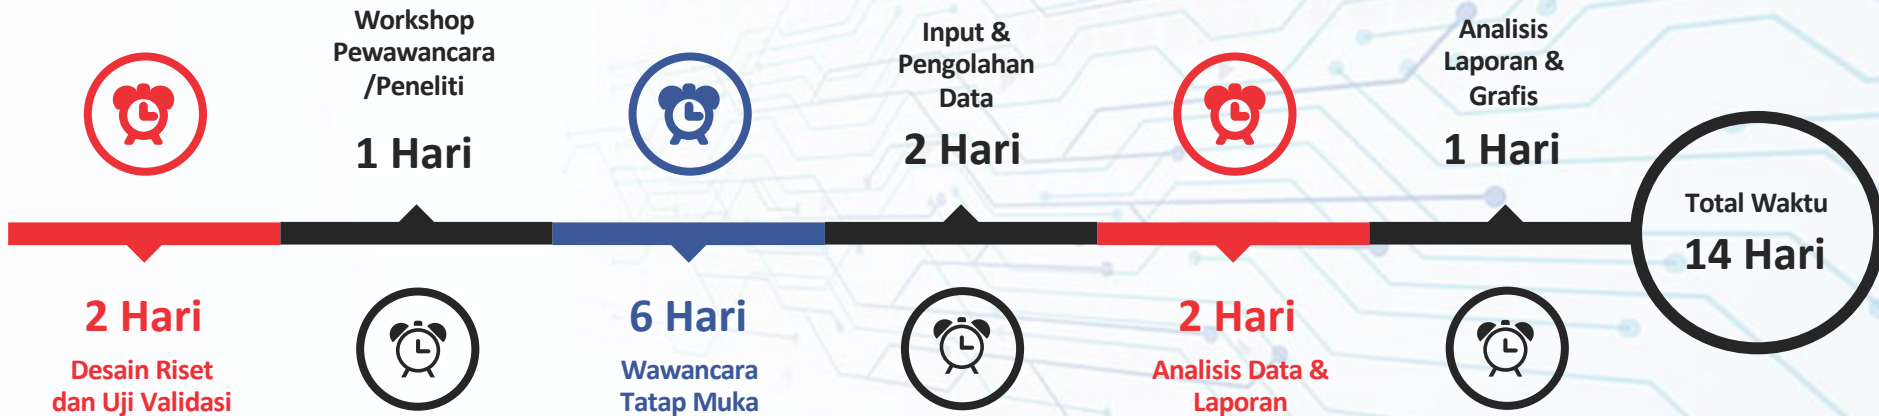 2 Hari
Desain Riset
dan Uji Validasi
Workshop
Pewawancara
/Peneliti
1 Hari
6 Hari
Wawancara
Tatap Muka
Input &
Pengolahan
Data
2 Hari
2 Hari
Analisis Data &
Laporan
Analisis
Laporan &
Grafis
1 Hari
Total Waktu
14 Hari